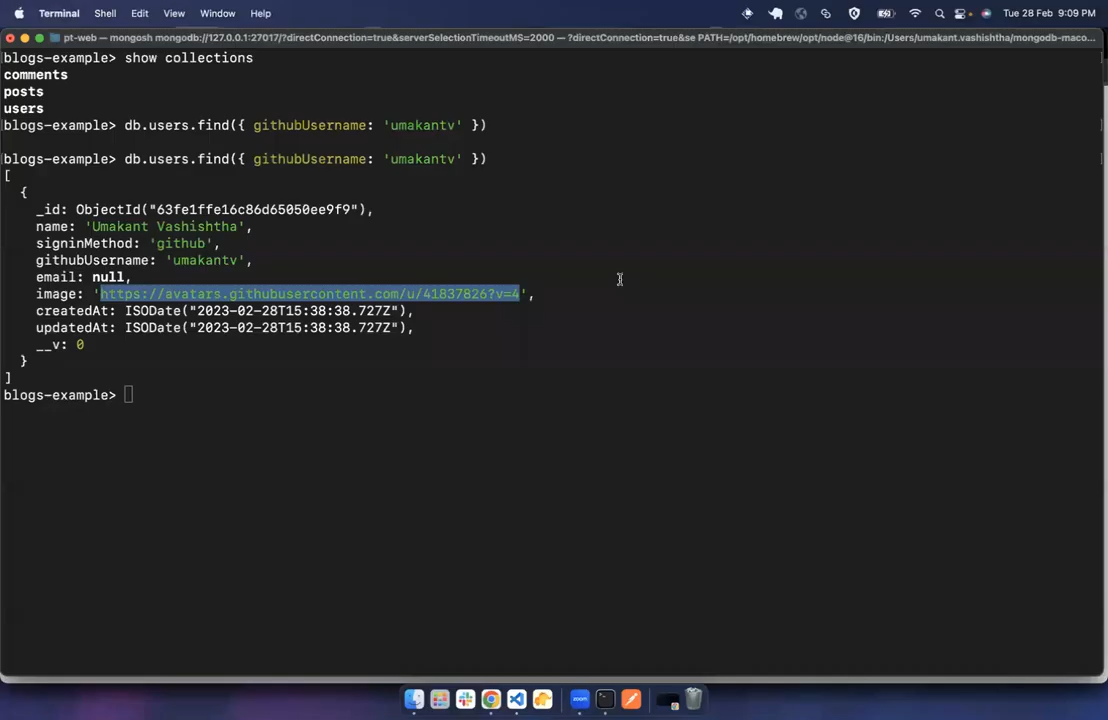 Terminal Shell Edit View Window Help Tue 28 Feb 9:09 PM
pt-web — mongosh mongodb://127.0.0.1:27017/?directConnection=true&serverSelectionTimeoutMS=2000 — ?directConnection=true&se PATH=/opt/homebrew/opt/node@16/bin:/Users/umakant.vashishtha/mongodb-maco...
blogs-example> show collections
comments
posts
users
blogs-example> db.users.find({ githubUsername: 'umakantv' })
blogs-example> db.users.find({ githubUsername: 'umakantv' })
[
{
_id: ObjectId("63fe1ffe16c86d65050ee9f9"),
name: 'Umakant Vashishtha',
signinMethod: 'github',
githubUsername: 'umakantv',
email: null,
image: 'https://avatars.githubusercontent.com/u/41837826?v=4',
createdAt: ISODate("2023-02-28T15:38:38.727Z"),
updatedAt: ISODate("2023-02-28T15:38:38.727Z"),
__v: 0
}
]
blogs-example>
zoom